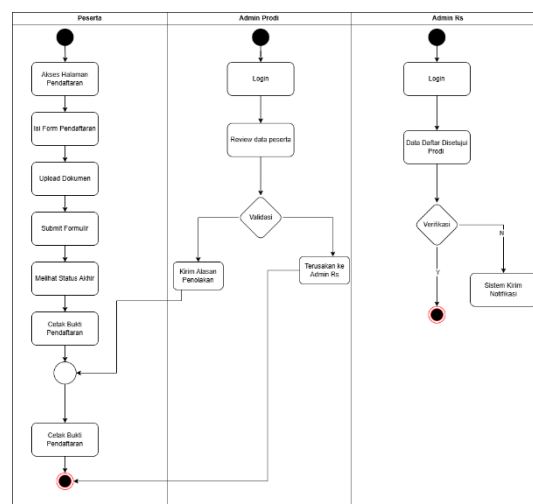 Peserta
Admin Prodi
Admin Rs
Akses Halaman
Pendaftaran
Isi Form Pendaftaran
Upload Dokumen
Submit Formulir
Melihat Status Akhir
Cetak Bukti
Pendaftaran
Cetak Bukti
Pendaftaran
Login
Review data peserta
Validasi
Kirim Alasan
Penolakan
Terusakan ke
Admin Rs
Login
Data Daftar Disetujui
Prodi
Verifikasi
N
Y
Sistem Kirim
Notifikasi